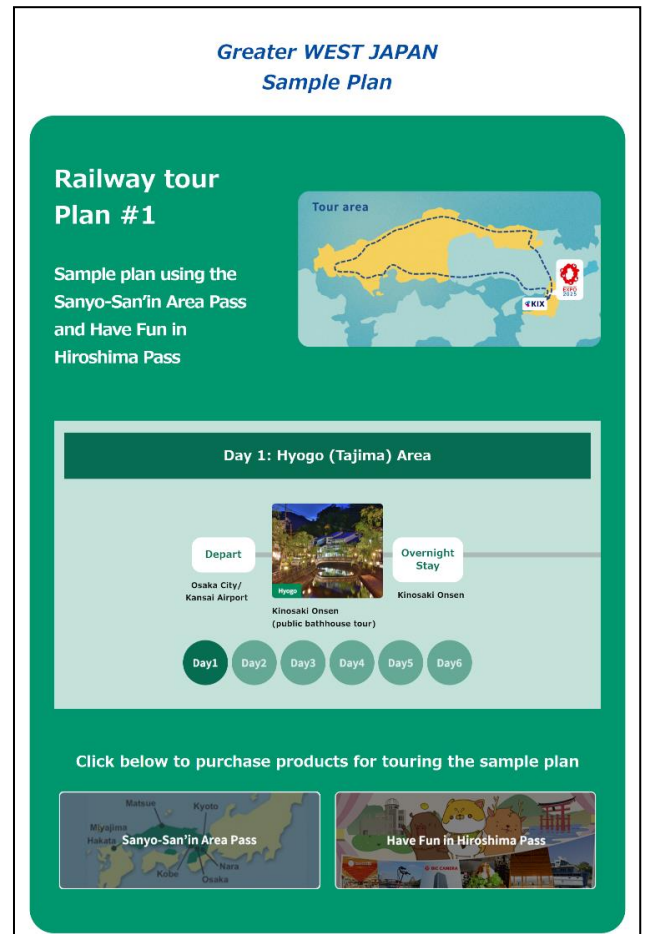 Greater WEST JAPAN
Sample Plan
Railway tour
Plan #1
Sample plan using the
Sanyo-San’in Area Pass
and Have Fun in
Hiroshima Pass
Tour area
EXPO
2025
KIX
Day 1: Hyogo (Tajima) Area
Depart
Osaka City/
Kansai Airport
Hyogo
Kinosaki Onsen
(public bathhouse tour)
Overnight
Stay
Kinosaki Onsen
Day1 Day2 Day3 Day4 Day5 Day6
Click below to purchase products for touring the sample plan
Matsue
Kyoto
Miyajima
Hakata
Sanyo-San’in Area Pass
Nara
Kobe
Osaka
Have Fun in Hiroshima Pass